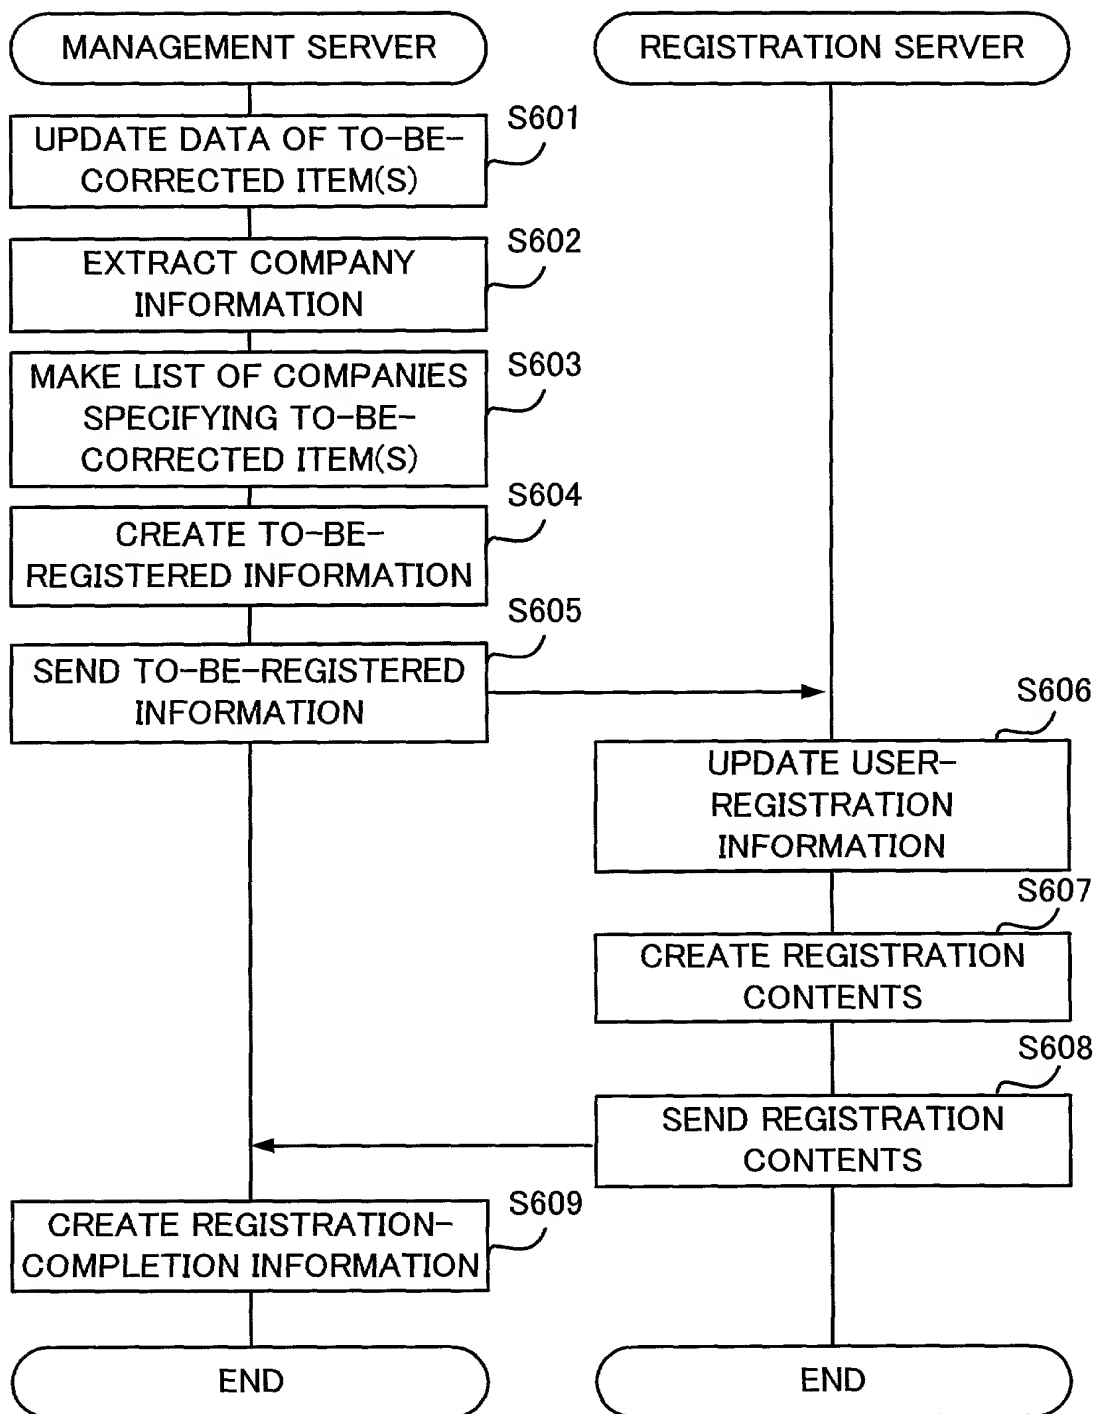 MANAGEMENT SERVER
REGISTRATION SERVER
S601
UPDATE DATA OF TO-BE-
CORRECTED ITEM(S)
S602
EXTRACT COMPANY
INFORMATION
S603
MAKE LIST OF COMPANIES
SPECIFYING TO-BE-
CORRECTED ITEM(S)
S604
CREATE TO-BE-
REGISTERED INFORMATION
S605
SEND TO-BE-REGISTERED
INFORMATION
S606
UPDATE USER-
REGISTRATION
INFORMATION
S607
CREATE REGISTRATION
CONTENTS
S608
SEND REGISTRATION
CONTENTS
S609
CREATE REGISTRATION-
COMPLETION INFORMATION
END
END